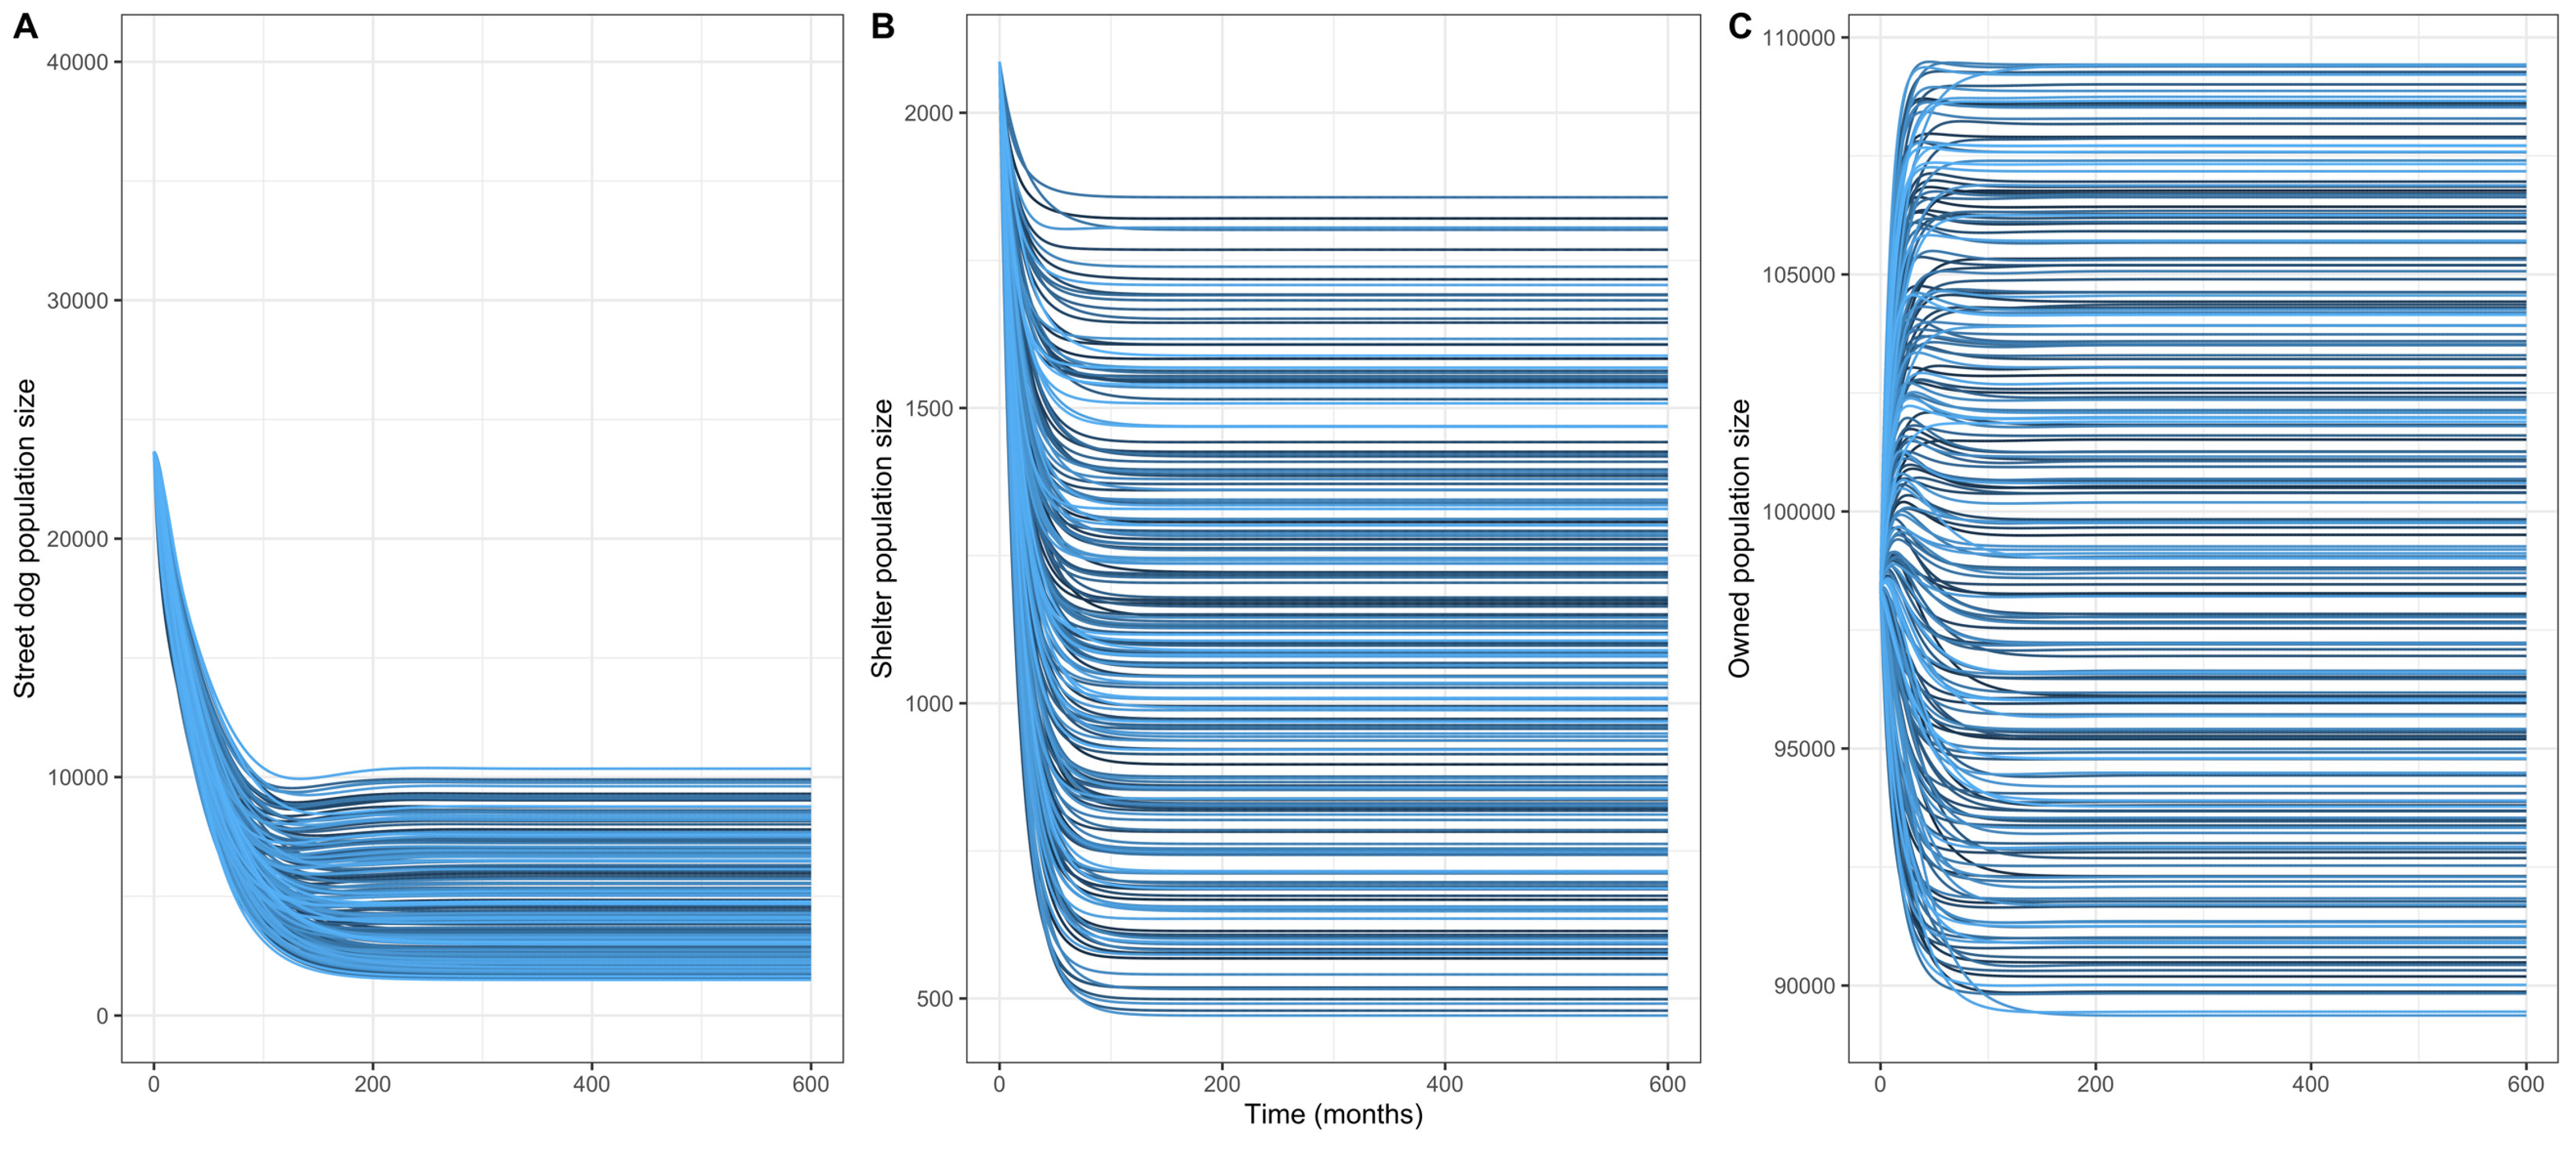 A
Street dog population size
40000
30000
20000
10000
0
0 200 400 600
B
Shelter population size
2000
1500
1000
500
0 200 400 600
Time (months)
C
Owned population size
110000
105000
100000
95000
90000
0 200 400 600